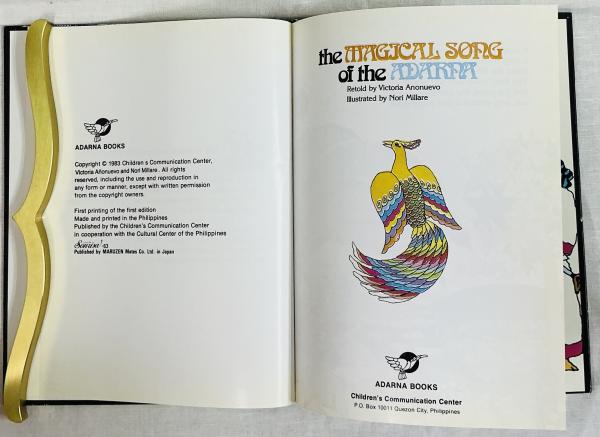 ADARNA BOOKS
Copyright © 1983 Children's Communication Center,
Victoria Añonuevo and Nori Millare. All rights
reserved, including the use and reproduction in
any form or manner, except with written permission
from the copyright owners.
First printing of the first edition
Made and printed in the Philippines
Published by the Children's Communication Center
in cooperation with the Cultural Center of the Philippines
Published by MARUZEN Mates Co. Ltd. in Japan
the MAGICAL SONG
of the ADARNA
Retold by Victoria Anonuevo
Illustrated by Nori Millare
ADARNA BOOKS
Children's Communication Center
P.O. Box 10011 Quezon City, Philippines